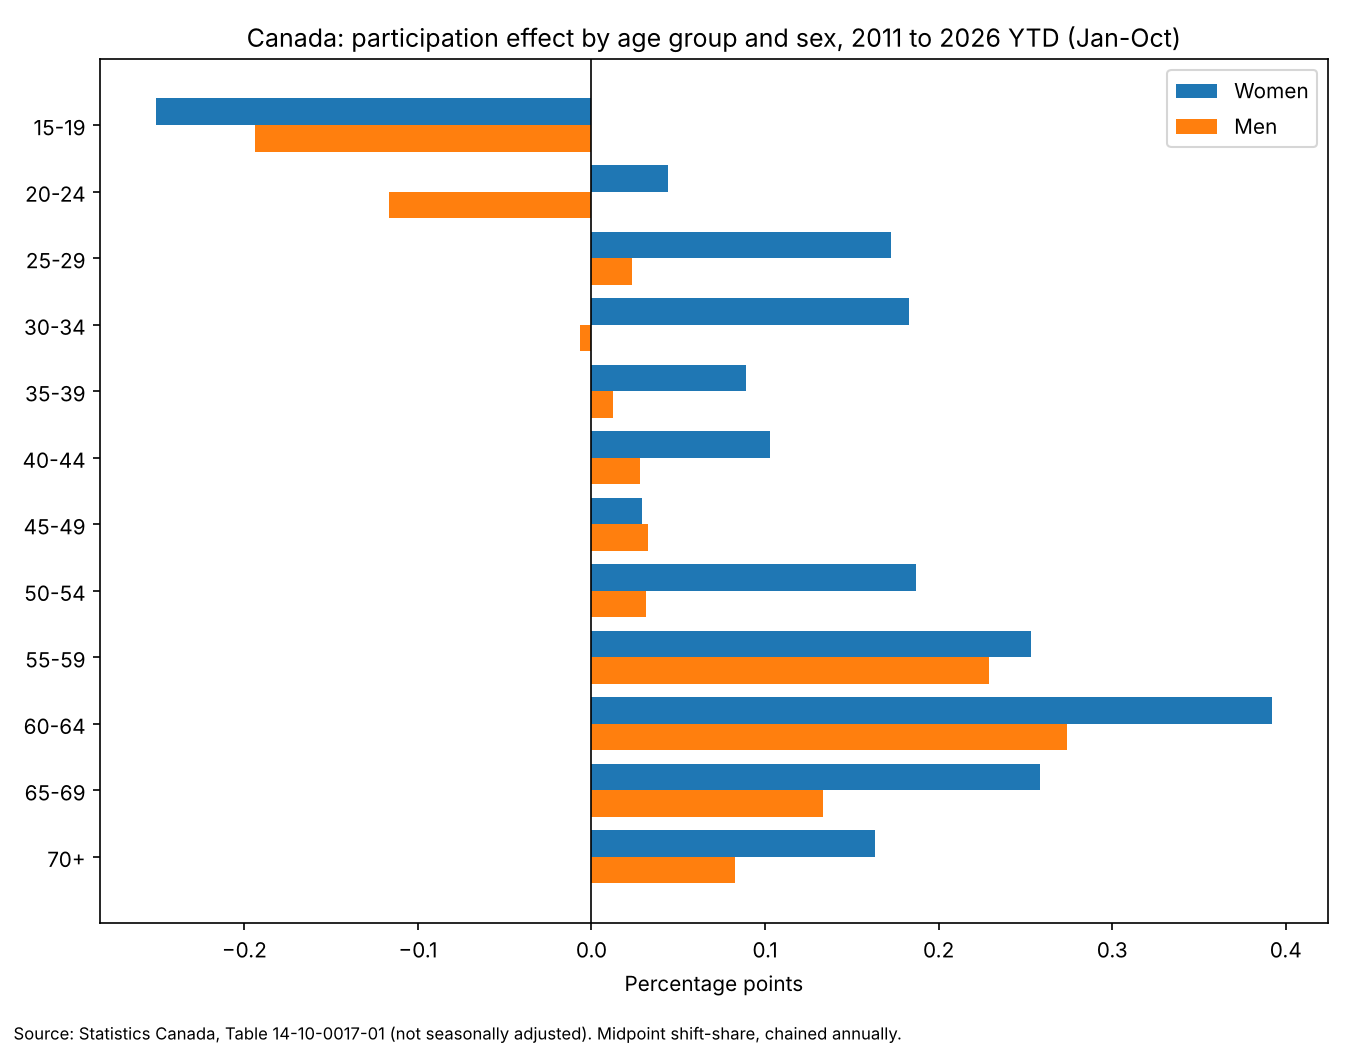 Canada: participation effect by age group and sex, 2011 to 2026 YTD (Jan-Oct)
Women
Men
15-19
20-24
25-29
30-34
35-39
40-44
45-49
50-54
55-59
60-64
65-69
70+
−0.2 −0.1 0.0 0.1 0.2 0.3 0.4
Percentage points
Source: Statistics Canada, Table 14-10-0017-01 (not seasonally adjusted). Midpoint shift-share, chained annually.